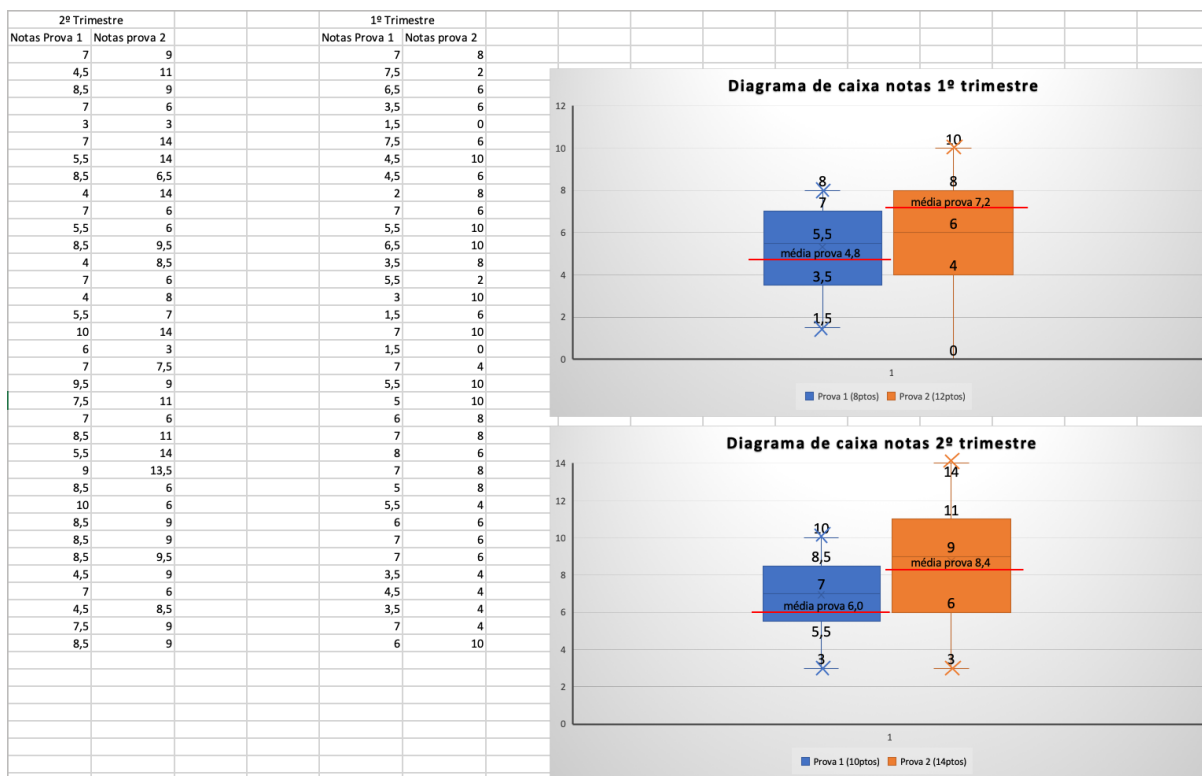 2º Trimestre 1º Trimestre
Notas Prova 1 Notas prova 2 Notas Prova 1 Notas prova 2
7 9 7 8
4,5 11 7,5 2
8,5 9 6,5 6
7 6 3,5 6
3 3 1,5 0
7 14 7,5 6
5,5 14 4,5 10
8,5 6,5 4,5 6
4 14 2 8
7 6 7 6
5,5 6 5,5 10
8,5 9,5 6,5 10
4 8,5 3,5 8
7 6 5,5 2
4 8 3 10
5,5 7 1,5 6
10 14 7 10
6 3 1,5 0
7 7,5 7 4
9,5 9 5,5 10
7,5 11 5 10
7 6 6 8
8,5 11 7 8
5,5 14 8 6
9 13,5 7 8
8,5 6 5 8
10 6 5,5 4
8,5 9 6 6
8,5 9 7 6
8,5 9,5 7 6
4,5 9 3,5 4
7 6 4,5 4
4,5 8,5 3,5 4
7,5 9 7 4
8,5 9 6 10
Diagrama de caixa notas 1º trimestre
12
10
8
6
4
2
0
8
7
5,5
média prova 4,8
3,5
1,5
10
8
média prova 7,2
6
4
0
1
Prova 1 (8ptos) Prova 2 (12ptos)
Diagrama de caixa notas 2º trimestre
14
12
10
8
6
4
2
0
10
8,5
7
média prova 6,0
5,5
3
14
11
9
média prova 8,4
6
3
1
Prova 1 (10ptos) Prova 2 (14ptos)